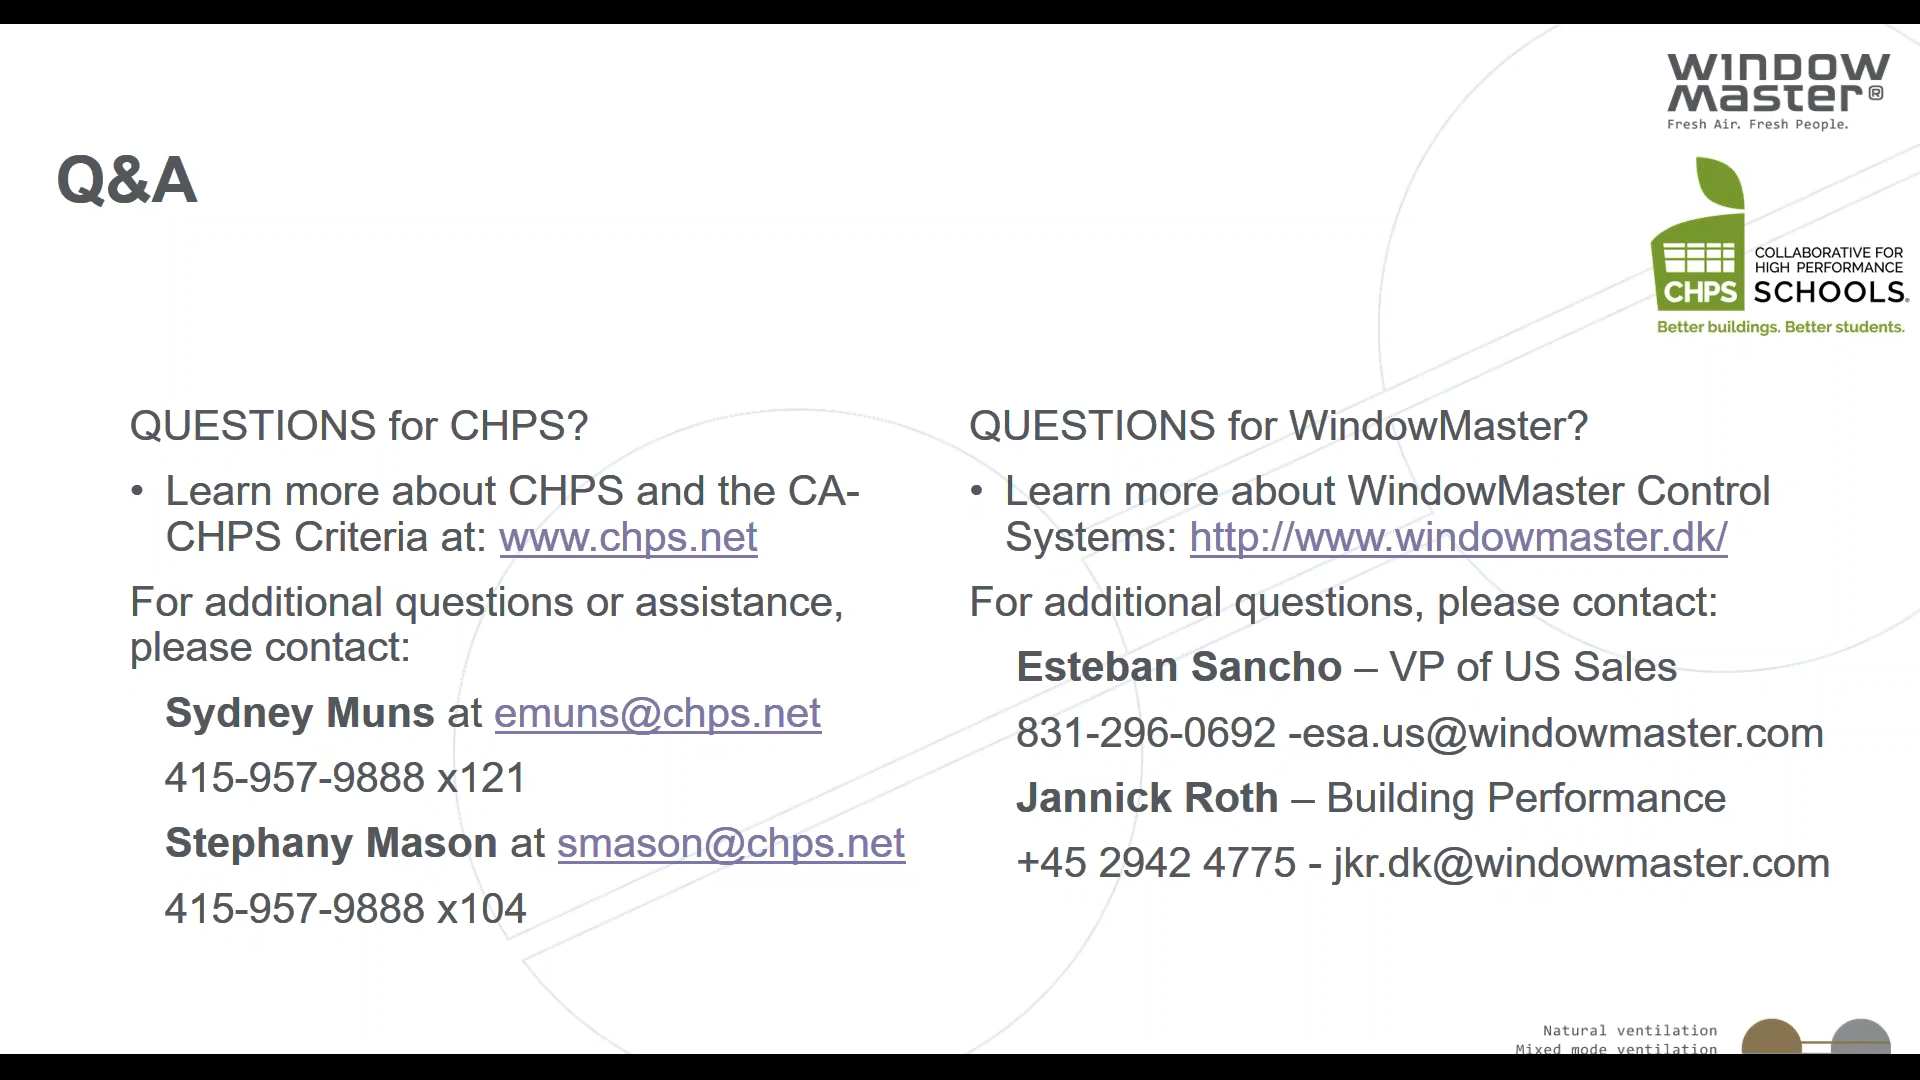 WINDOW
Master®
Fresh Air. Fresh People.
Q&A
COLLABORATIVE FOR
HIGH PERFORMANCE
CHPS SCHOOLS.
Better buildings. Better students.
QUESTIONS for CHPS?
• Learn more about CHPS and the CA-
CHPS Criteria at: www.chps.net
For additional questions or assistance,
please contact:
Sydney Muns at emuns@chps.net
415-957-9888 x121
Stephany Mason at smason@chps.net
415-957-9888 x104
QUESTIONS for WindowMaster?
• Learn more about WindowMaster Control
Systems: http://www.windowmaster.dk/
For additional questions, please contact:
Esteban Sancho – VP of US Sales
831-296-0692 -esa.us@windowmaster.com
Jannick Roth – Building Performance
+45 2942 4775 - jkr.dk@windowmaster.com
Natural ventilation
Mixed mode ventilation